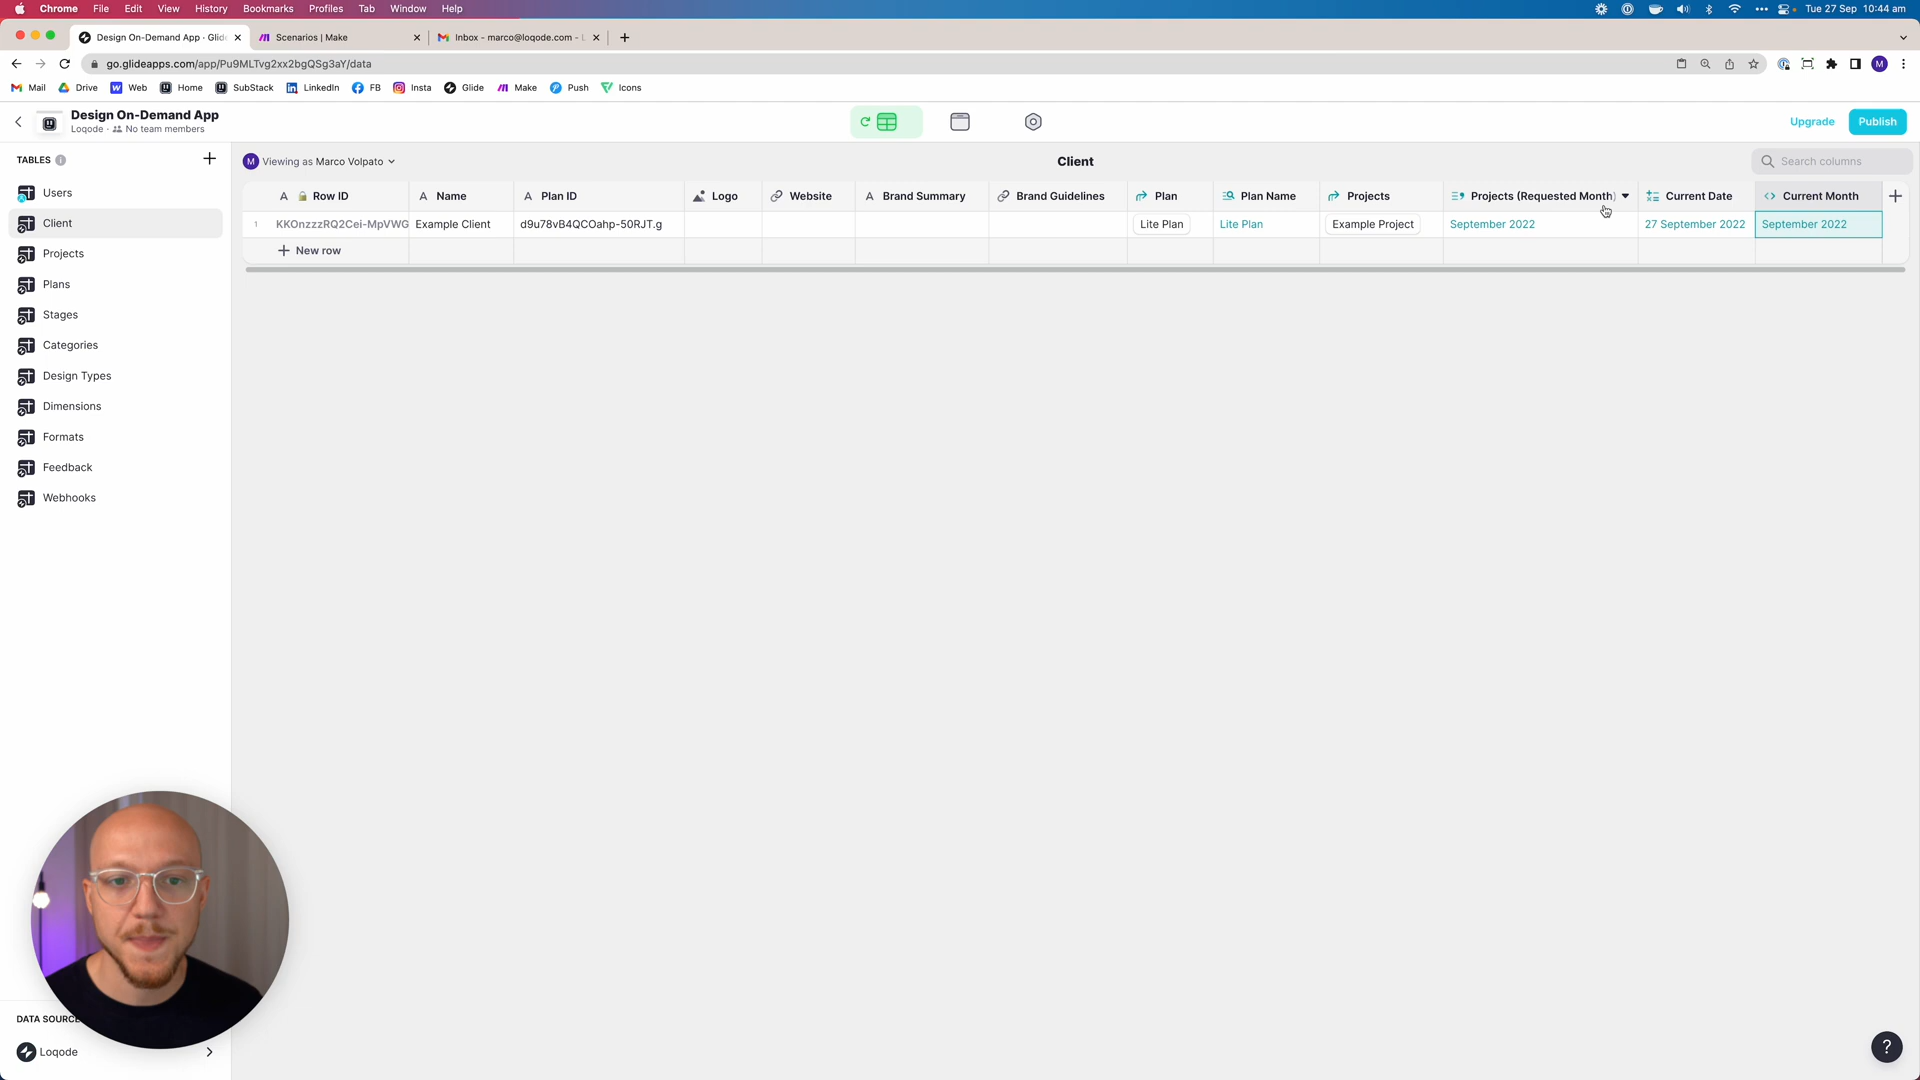 Chrome File Edit View History Bookmarks Profiles Tab Window Help Tue 27 Sep 10:44 am
Design On-Demand App · Glide Scenarios | Make Inbox - marco@loqode.com - L
go.glideapps.com/app/Pu9MLTvg2xx2bgQSg3aY/data
Mail Drive Web Home SubStack LinkedIn FB Insta Glide Make Push Icons
Design On-Demand App
Loqode · No team members
Upgrade Publish
TABLES
Users
Client
Projects
Plans
Stages
Categories
Design Types
Dimensions
Formats
Feedback
Webhooks
DATA SOURC
Loqode
M Viewing as Marco Volpato
Client
Search columns
Row ID Name Plan ID Logo Website Brand Summary Brand Guidelines Plan Plan Name Projects Projects (Requested Month) Current Date Current Month
1 KKOnzzzRQ2Cei-MpVWG Example Client d9u78vB4QCOahp-50RJT.g Lite Plan Lite Plan Example Project September 2022 27 September 2022 September 2022
New row
?